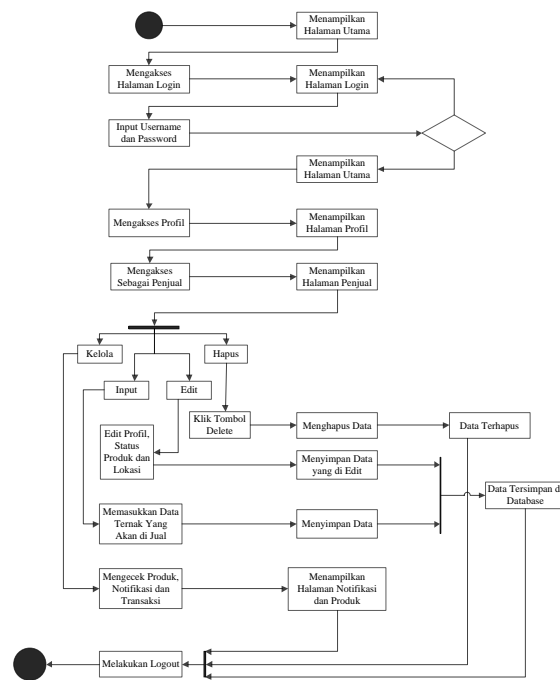 Menampilkan
Halaman Utama
Mengakses
Halaman Login
Menampilkan
Halaman Login
Input Username
dan Password
Menampilkan
Halaman Utama
Mengakses Profil
Menampilkan
Halaman Profil
Mengakses
Sebagai Penjual
Menampilkan
Halaman Penjual
Kelola
Hapus
Input
Edit
Edit Profil,
Status
Produk dan
Lokasi
Klik Tombol
Delete
Menghapus Data
Data Terhapus
Menyimpan Data
yang di Edit
Data Tersimpan d
Database
Memasukkan Data
Ternak Yang
Akan di Jual
Menyimpan Data
Mengecek Produk,
Notifikasi dan
Transaksi
Menampilkan
Halaman Notifikasi
dan Produk
Melakukan Logout